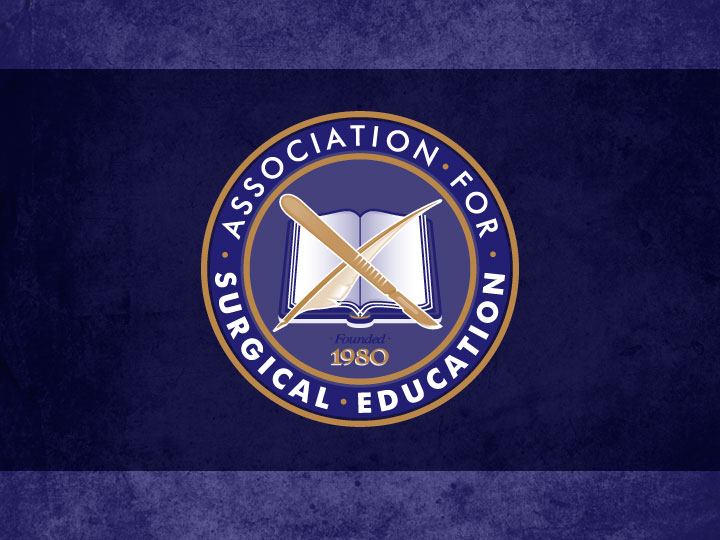 ASSOCIATION · FOR
· SURGICAL · EDUCATION ·
· Founded ·
1980